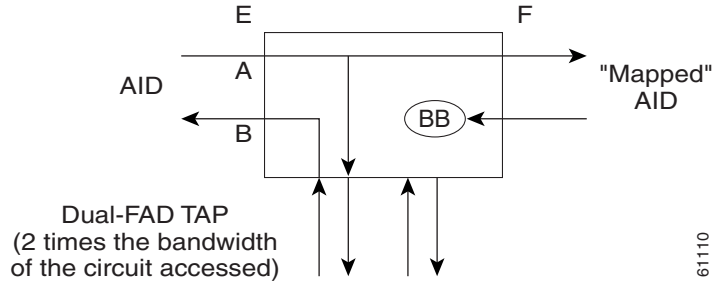 E
F
A
AID
"Mapped"
AID
BB
B
Dual-FAD TAP
(2 times the bandwidth
of the circuit accessed)
61110